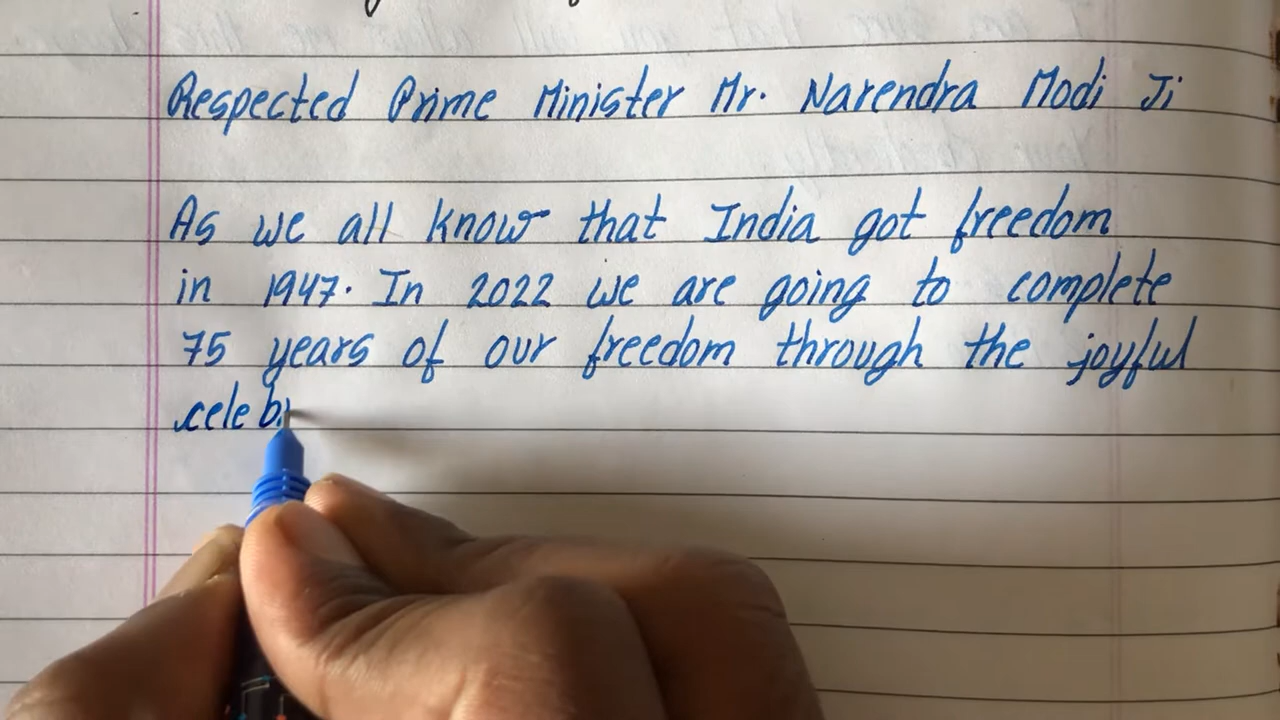 Respected Prime Minister Mr. Narendra Modi Ji
As we all know that India got freedom
in 1947. In 2022 we are going to complete
75 years of our freedom through the joyful
celeb